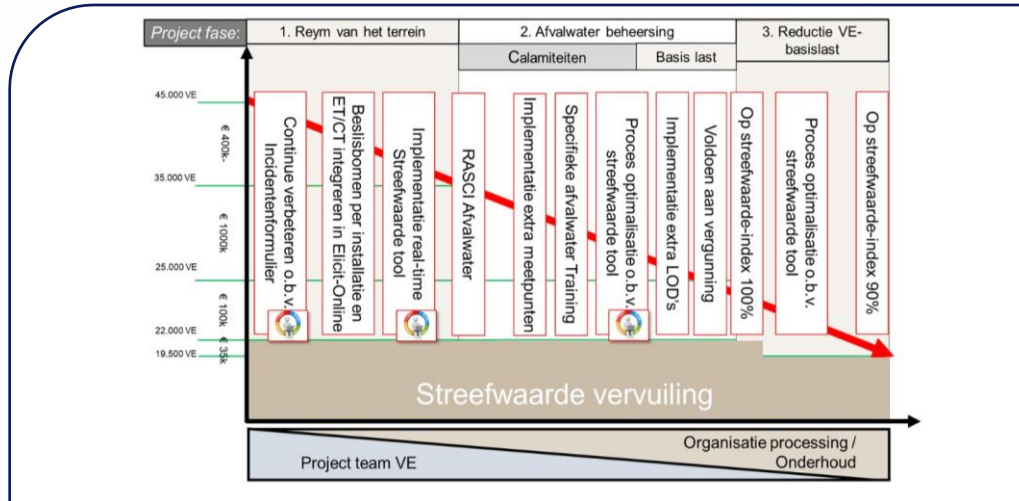 Project fase:
1. Reym van het terrein
2. Afvalwater beheersing
3. Reductie VE-
basislast
Calamiteiten
Basis last
45.000 VE
€ 400k-
35.000 VE
€ 1000k
25.000 VE
€ 100k
22.000 VE
€ 35k
19.500 VE
Continue verbeteren o.b.v.
Incidentenformulier
Beslisbomen per installatie en
ET/CT integreren in Elicit-Online
Implementatie real-time
Streefwaarde tool
RASCI Afvalwater
Implementatie extra meetpunten
Specifieke afvalwater Training
Proces optimalisatie o.b.v.
streefwaarde tool
Implementatie extra LOD's
Voldoen aan vergunning
Op streefwaarde-index 100%
Proces optimalisatie o.b.v.
streefwaarde tool
Op streefwaarde-index 90%
Streefwaarde vervuiling
Project team VE
Organisatie processing /
Onderhoud